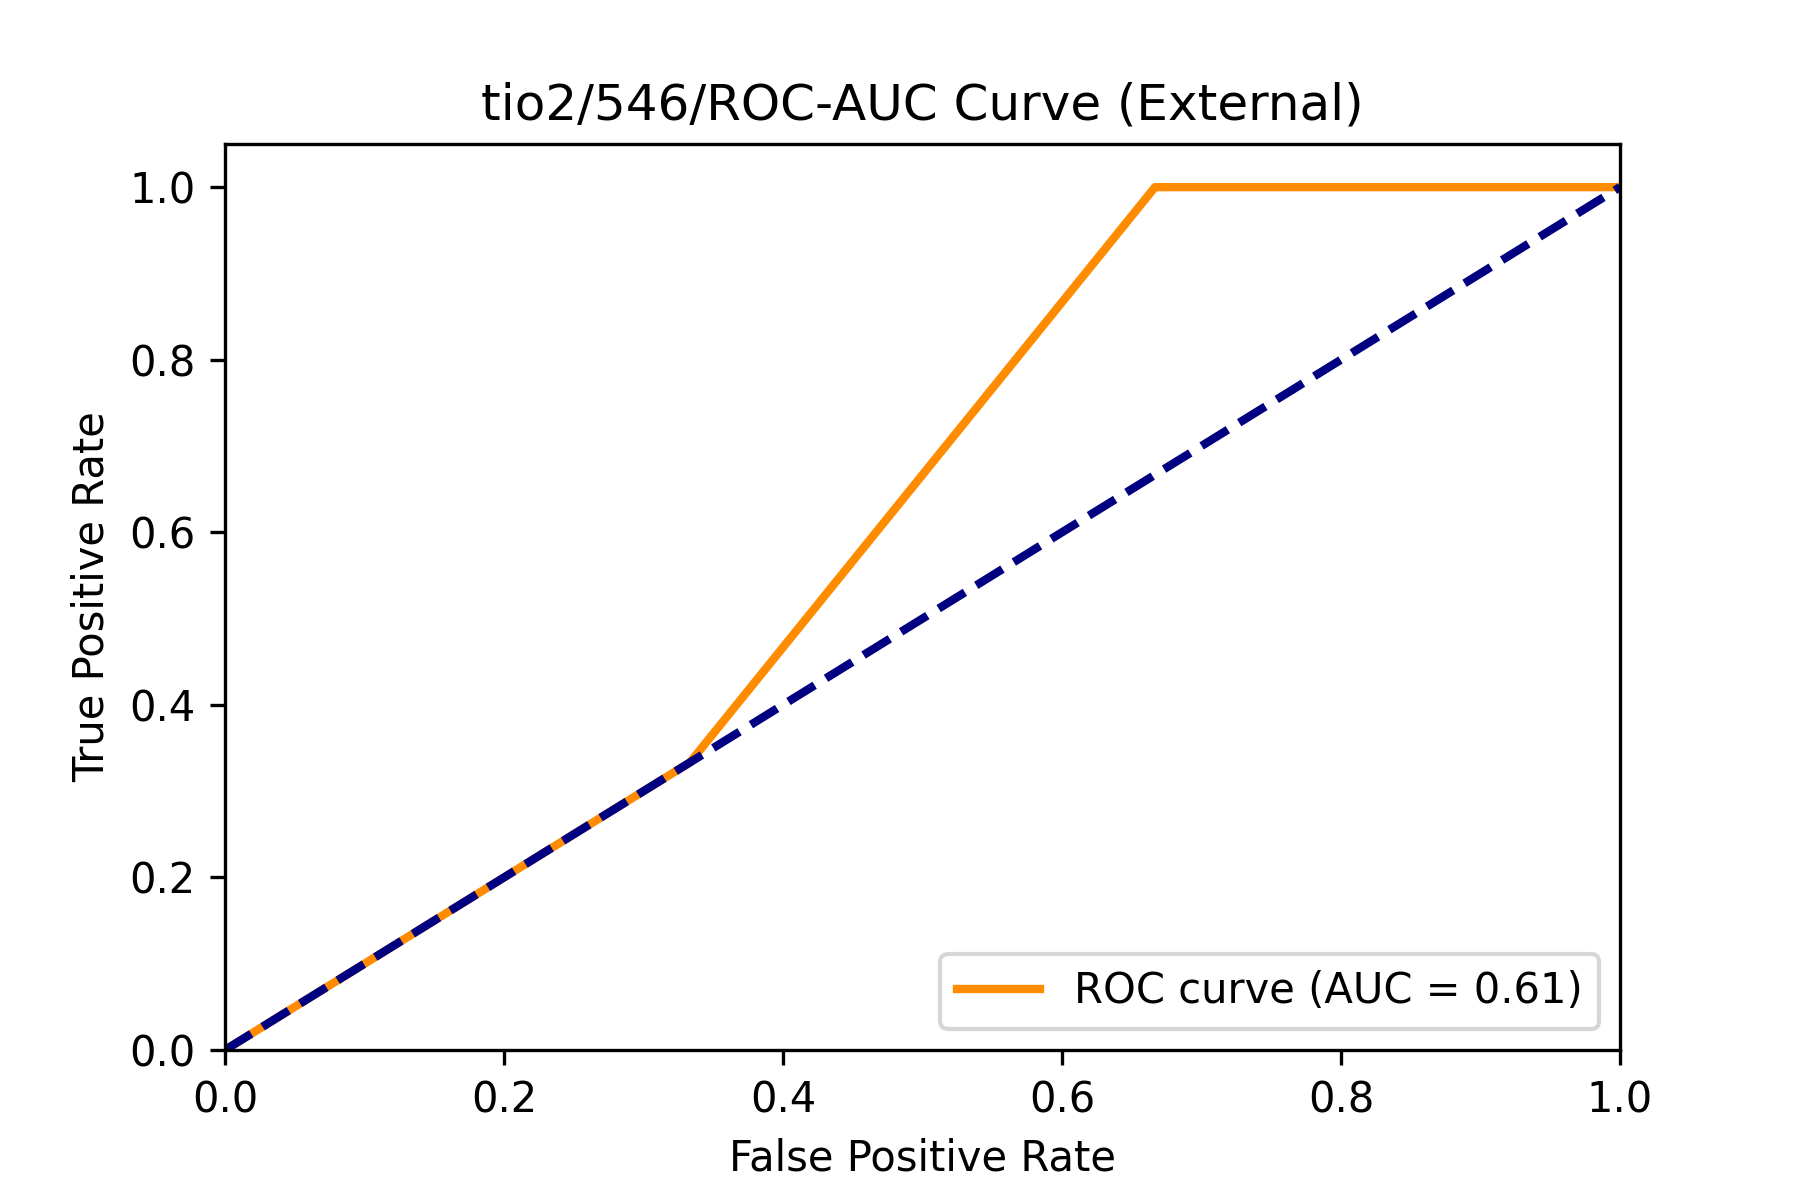 tio2/546/ROC-AUC Curve (External)
True Positive Rate
1.0
0.8
0.6
0.4
0.2
0.0
ROC curve (AUC = 0.61)
0.0 0.2 0.4 0.6 0.8 1.0
False Positive Rate